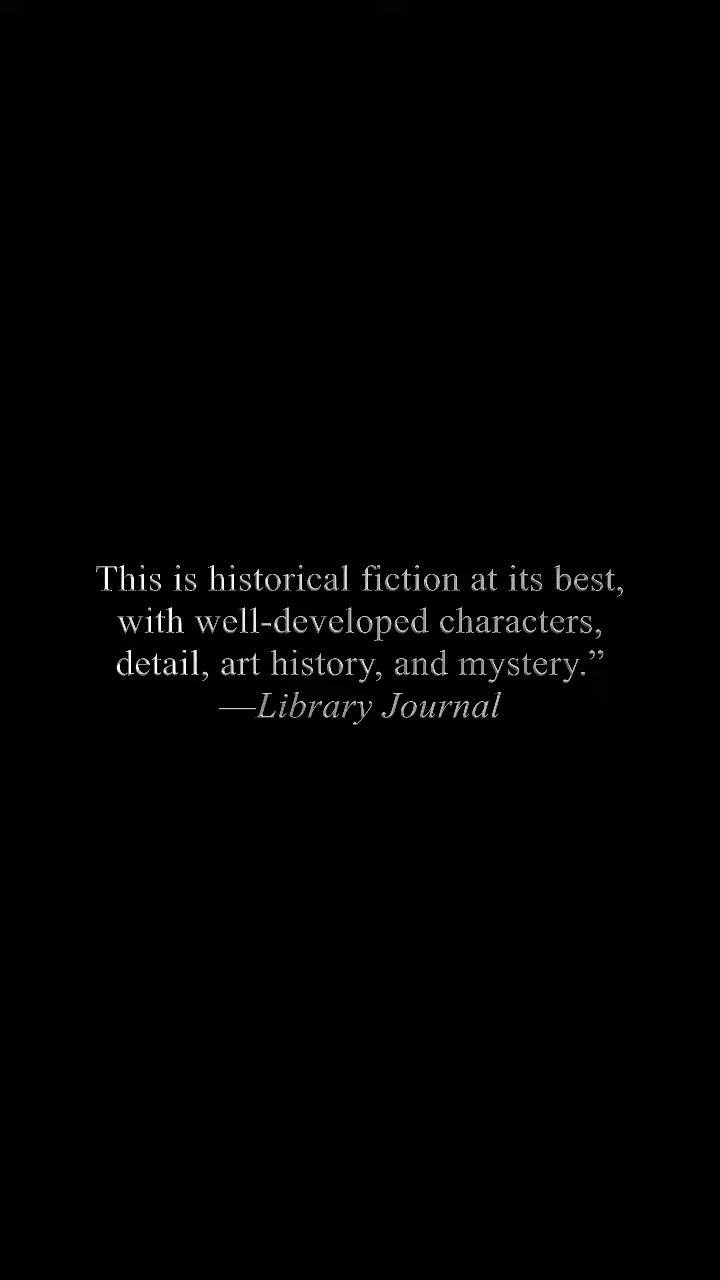 This is historical fiction at its best,
with well-developed characters,
detail, art history, and mystery.”
—Library Journal